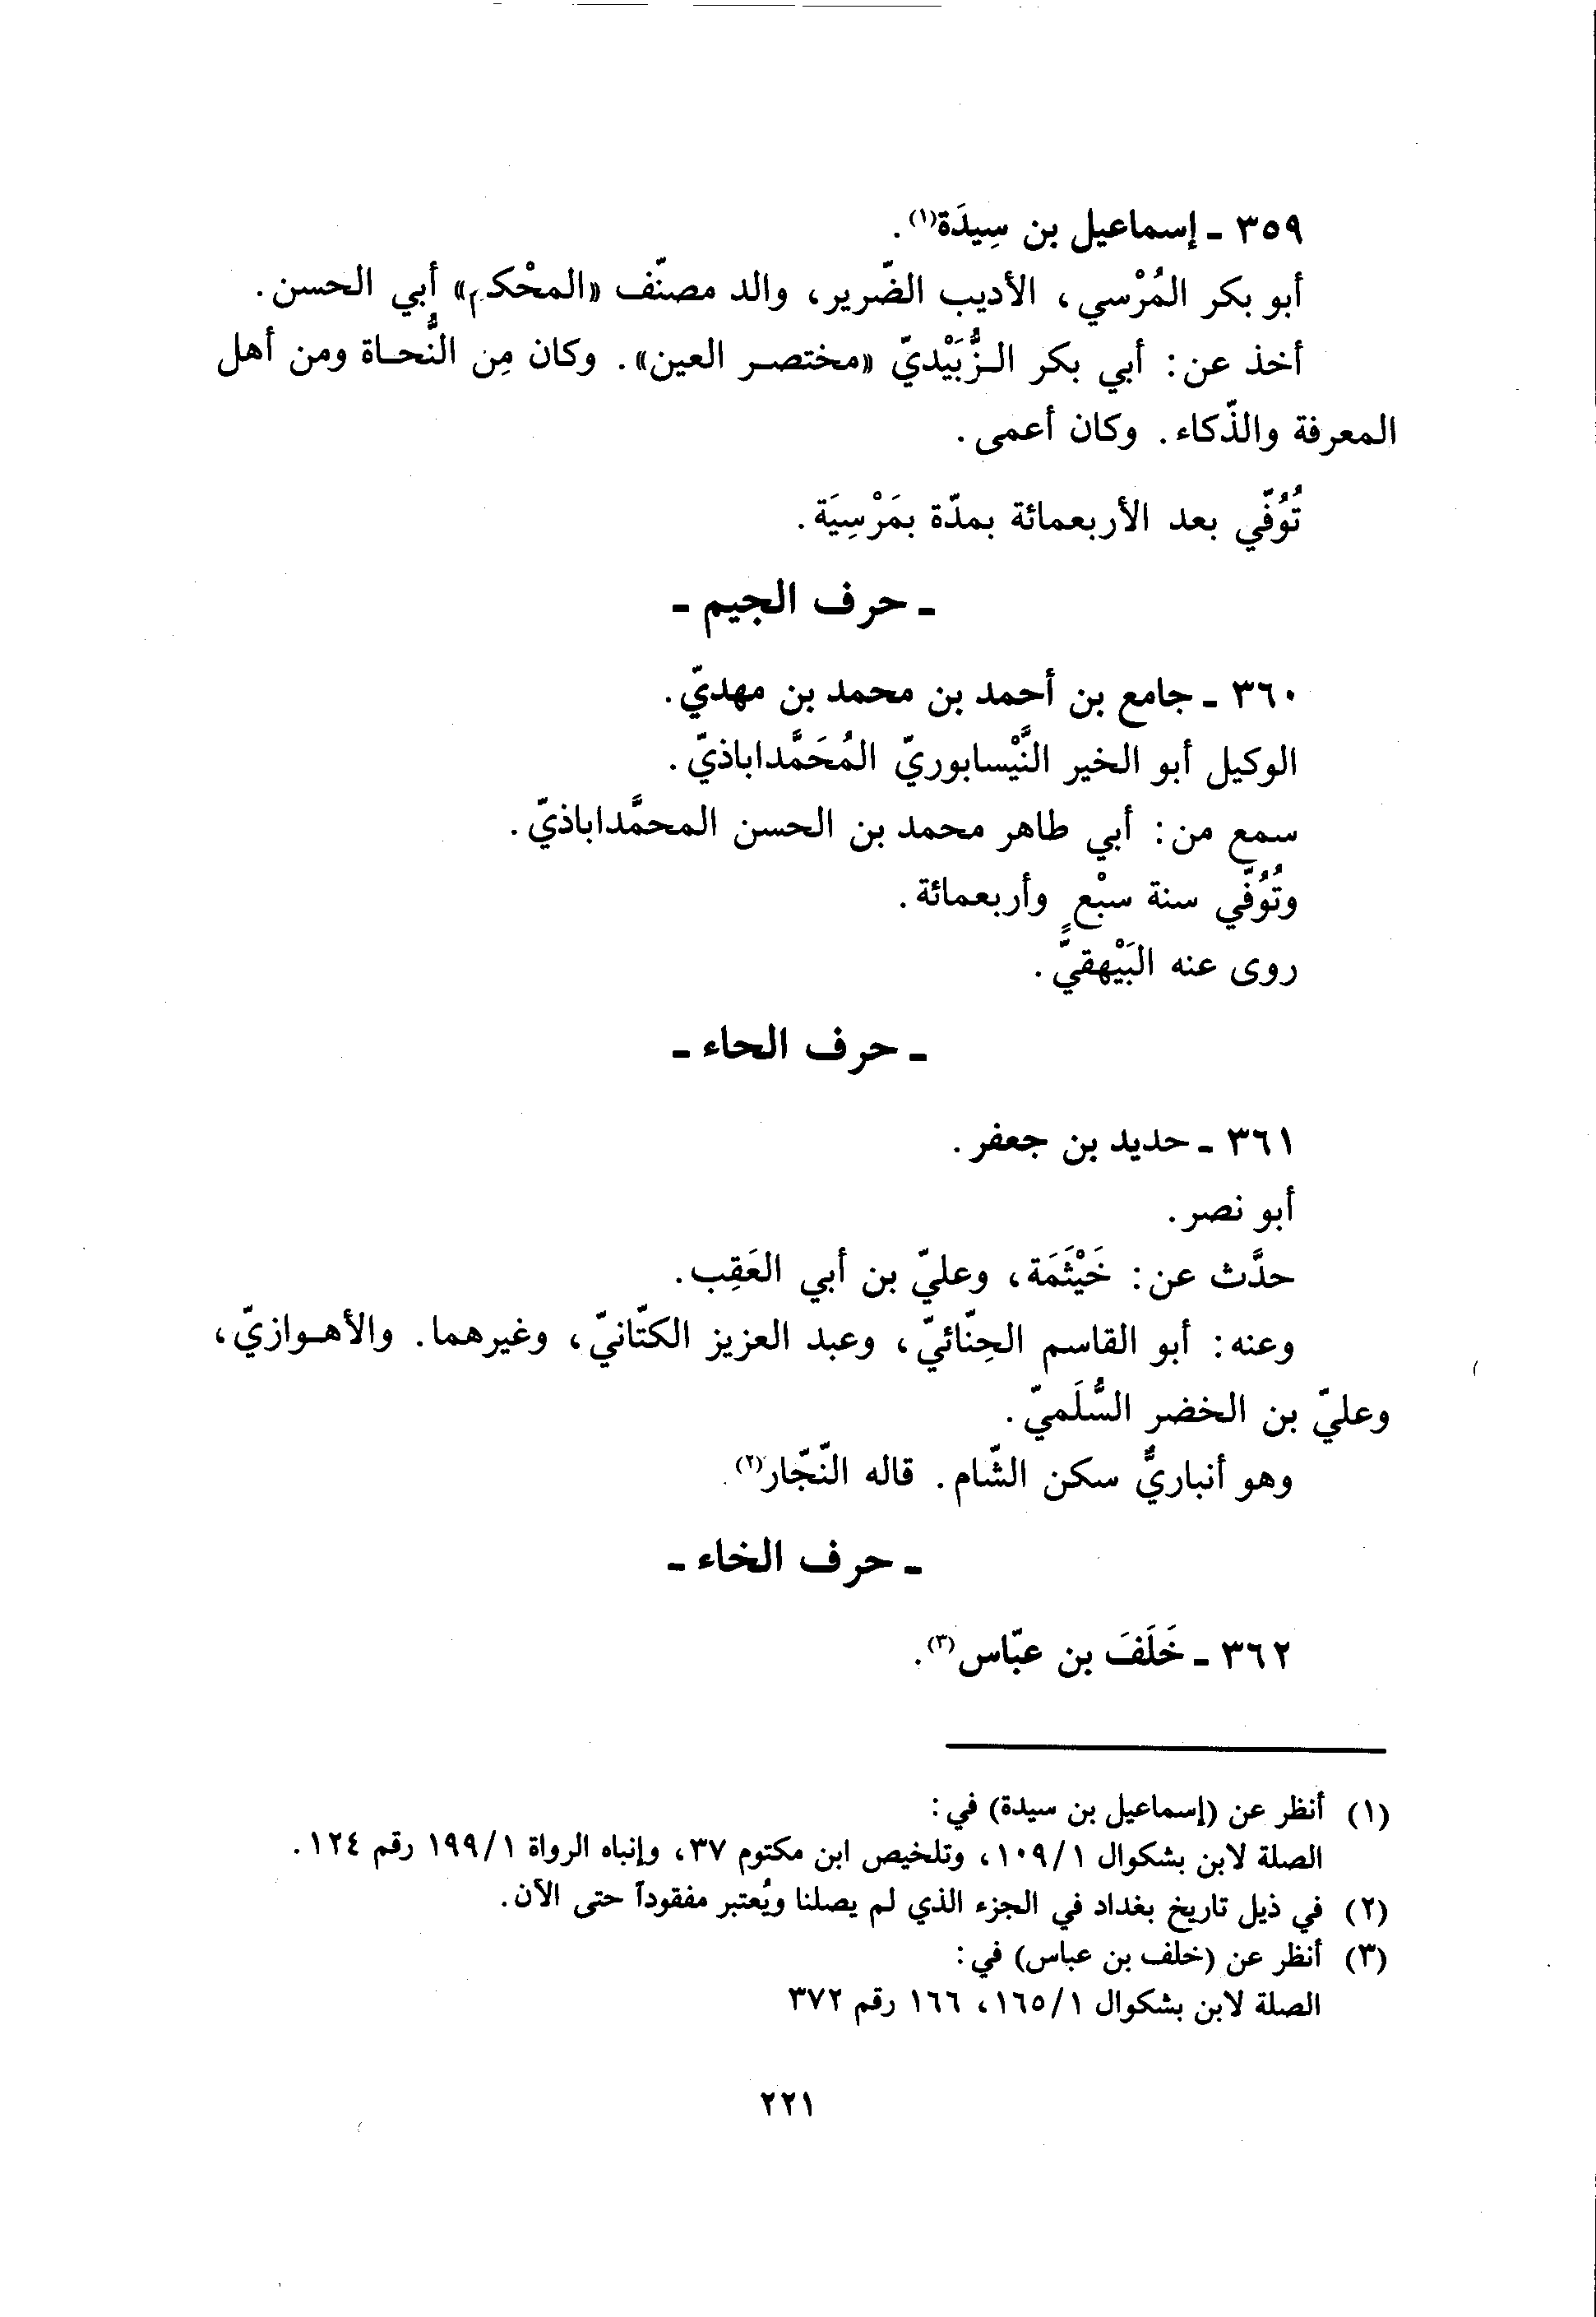 ٣٥٩ - إسماعيل بن سِيدَة(١).
أبو بكر المُرْسي، الأديب الضّرير، والد مصنّف «المحْكم» أبي الحسن.
أخذ عن: أبي بكر الزُّبَيْديّ «مختصر العين». وكان مِن النُّحاة ومن أهل
المعرفة والذّكاء. وكان أعمى.
تُوُفّي بعد الأربعمائة بمدّة بمَرْسِيَة.
- حرف الجيم -
٣٦٠ - جامع بن أحمد بن محمد بن مهديّ.
الوكيل أبو الخير النَّيْسابوريّ المُحَمَّداباذيّ.
سمع من: أبي طاهر محمد بن الحسن المحمَّداباذيّ.
وتُوُفّي سنة سبْعٍ وأربعمائة.
روى عنه البَيْهقيّ.
- حرف الحاء -
٣٦١ - حديد بن جعفر.
أبو نصر.
حدَّث عن: خَيْثَمَة، وعليّ بن أبي العَقِب.
وعنه: أبو القاسم الحِنّائيّ، وعبد العزيز الكتّانيّ، وغيرهما. والأهوازيّ،
وعليّ بن الخضر السُّلَميّ.
وهو أنباريٌّ سكن الشّام. قاله النّجّار(٢).
- حرف الخاء -
٣٦٢ - خَلَفَ بن عبّاس(٣).
(١) أنظر عن (إسماعيل بن سيدة) في:
الصلة لابن بشكوال ١٠٩/١، وتلخيص ابن مكتوم ٣٧، وإنباه الرواة ١٩٩/١ رقم ١٢٤.
(٢) في ذيل تاريخ بغداد في الجزء الذي لم يصلنا ويُعتبر مفقوداً حتى الآن.
(٣) أنظر عن (خلف بن عباس) في:
الصلة لابن بشكوال ١٦٥/١، ١٦٦ رقم ٣٧٢
٢٢١